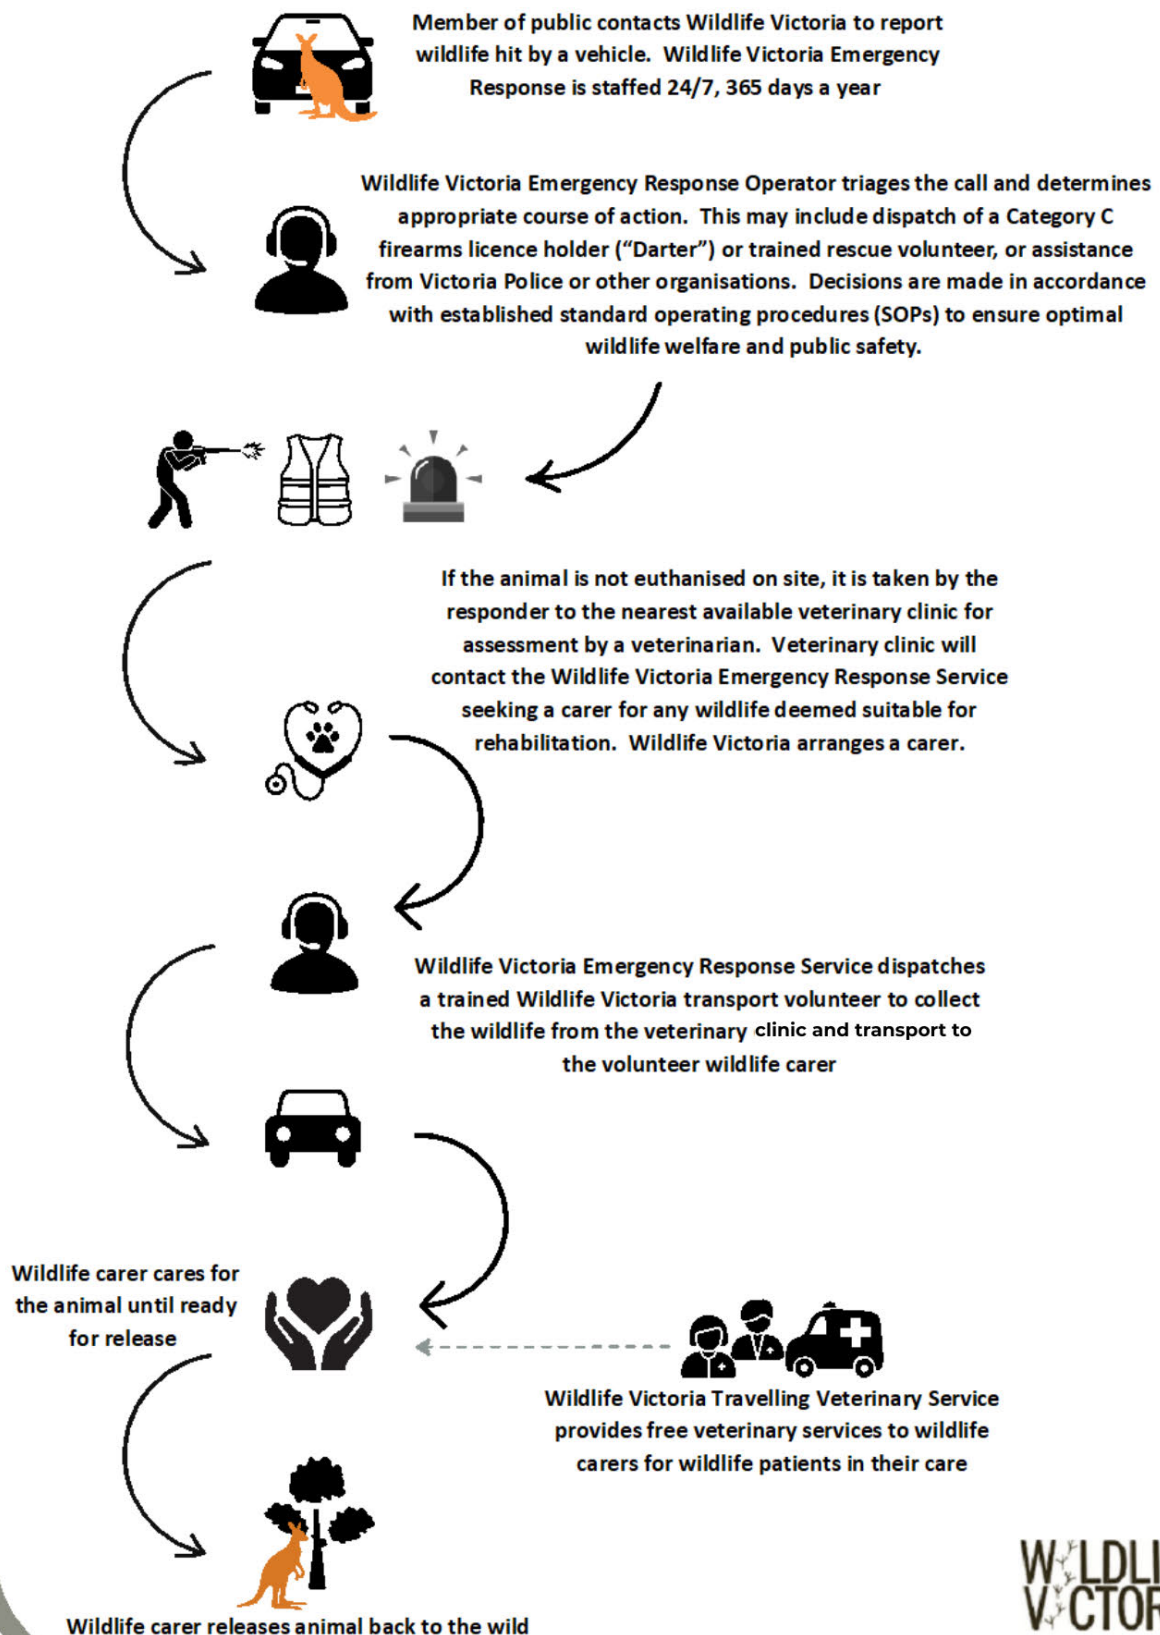 Member of public contacts Wildlife Victoria to report
wildlife hit by a vehicle.  Wildlife Victoria Emergency
Response is staffed 24/7, 365 days a year
Wildlife Victoria Emergency Response Operator triages the call and determines
appropriate course of action.  This may include dispatch of a Category C
firearms licence holder (“Darter”) or trained rescue volunteer, or assistance
from Victoria Police or other organisations.  Decisions are made in accordance
with established standard operating procedures (SOPs) to ensure optimal
wildlife welfare and public safety.
If the animal is not euthanised on site, it is taken by the
responder to the nearest available veterinary clinic for
assessment by a veterinarian.  Veterinary clinic will
contact the Wildlife Victoria Emergency Response Service
seeking a carer for any wildlife deemed suitable for
rehabilitation.  Wildlife Victoria arranges a carer.
Wildlife Victoria Emergency Response Service dispatches
a trained Wildlife Victoria transport volunteer to collect
the wildlife from the veterinary clinic and transport to
the volunteer wildlife carer
Wildlife carer cares for
the animal until ready
for release
Wildlife Victoria Travelling Veterinary Service
provides free veterinary services to wildlife
carers for wildlife patients in their care
Wildlife carer releases animal back to the wild